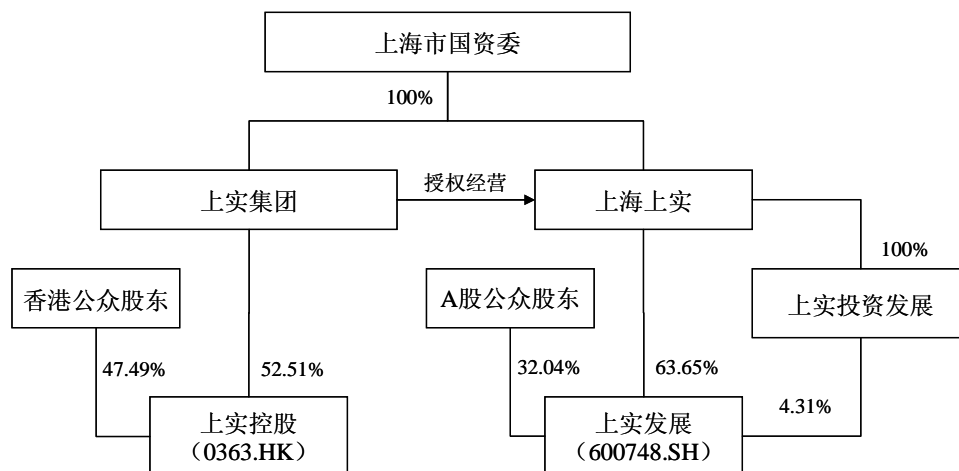 上海市国资委
100%
上实集团
授权经营
上海上实
100%
香港公众股东
A股公众股东
上实投资发展
47.49%
52.51%
32.04%
63.65%
4.31%
上实控股
（0363.HK）
上实发展
（600748.SH）